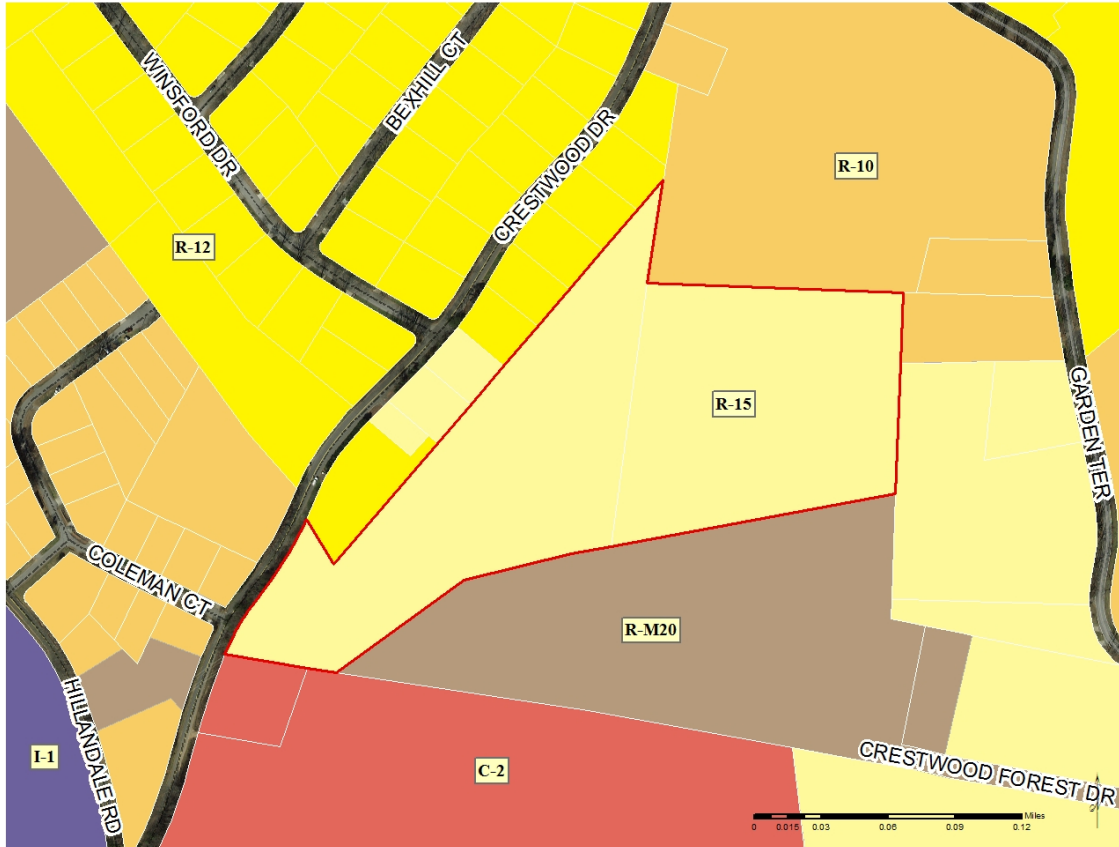 WINSFORD DR
BEXHILL CT
CRESTWOOD DR
R-10
R-12
R-15
GARDEN TER
COLEMAN CT
R-M20
HILLANDALE RD
I-1
C-2
CRESTWOOD FOREST DR
Miles
0 0.015 0.03 0.06 0.09 0.12